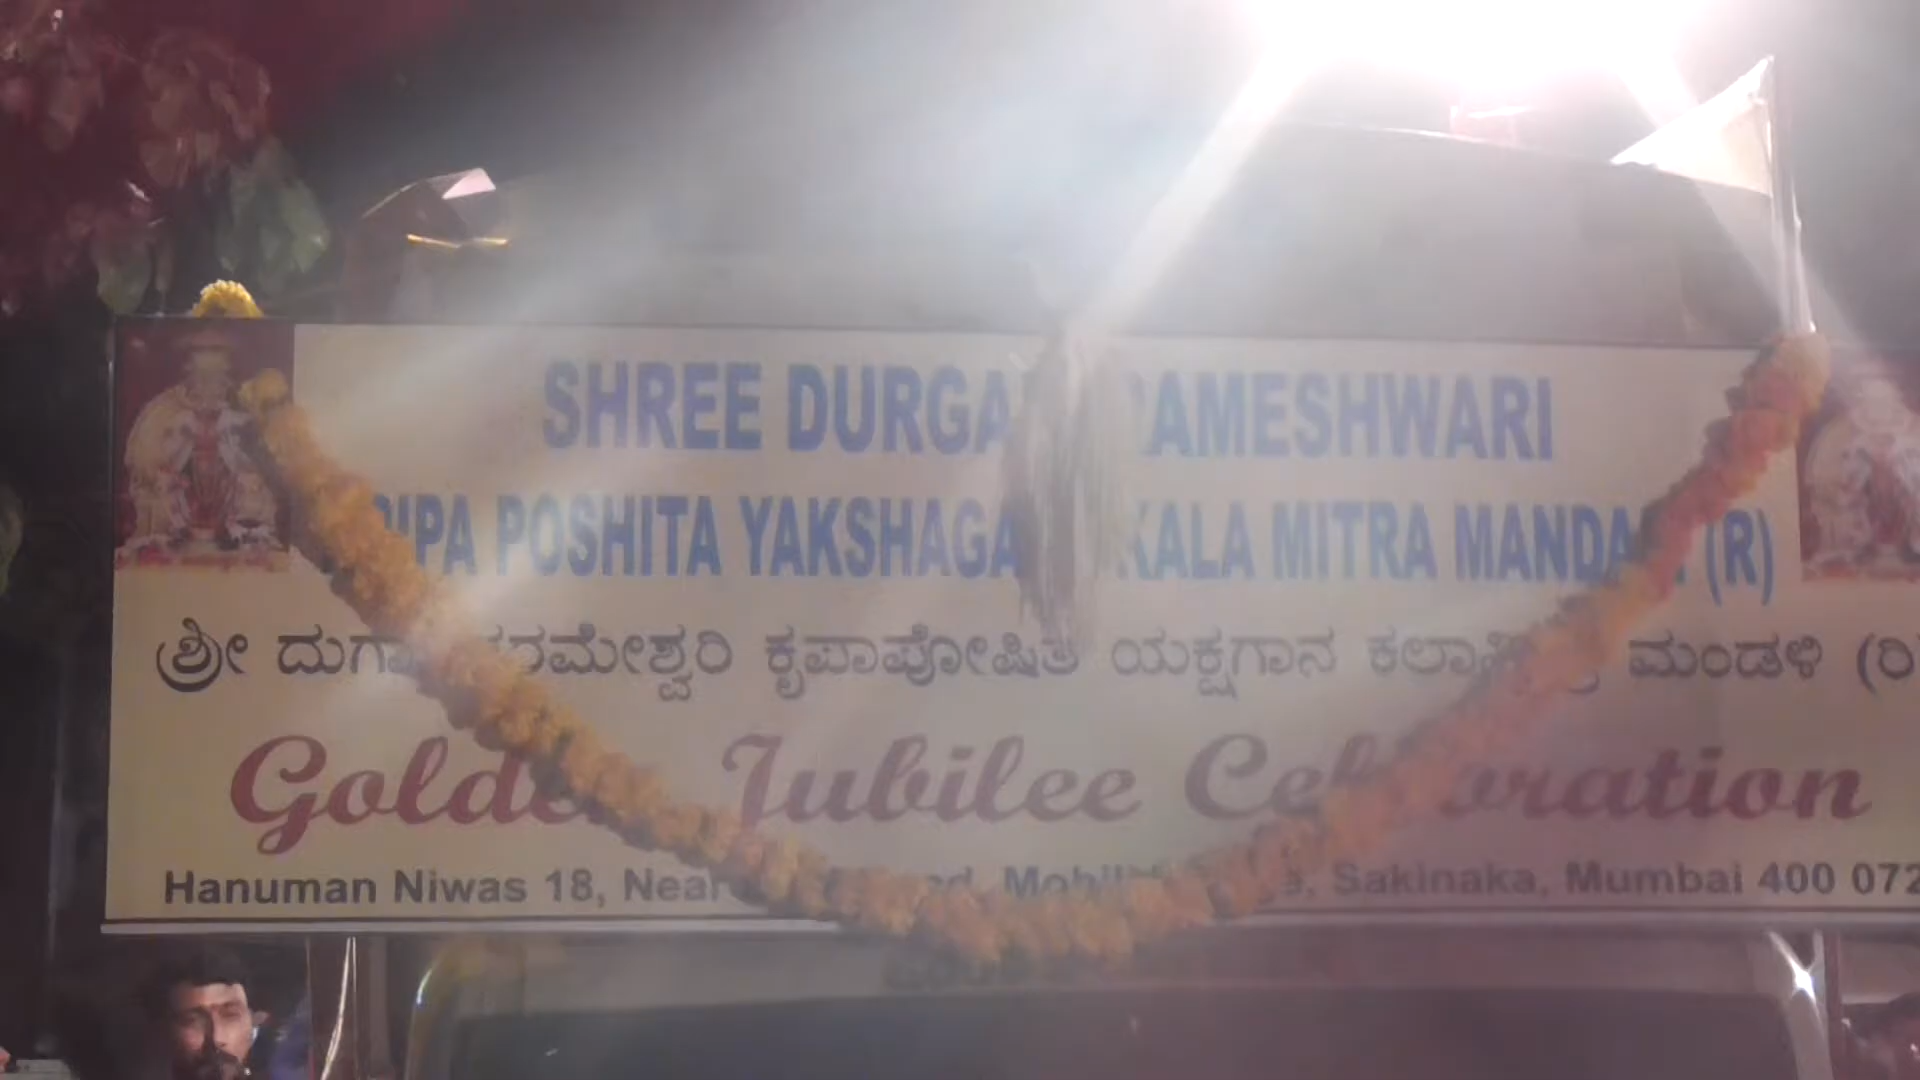 SHREE DURGA PARAMESHWARI
KRIPA POSHITA YAKSHAGANA KALA MITRA MANDALI (R)
ಶ್ರೀ ದುರ್ಗಾ ಪರಮೇಶ್ವರಿ ಕೃಪಾಪೋಷಿತ ಯಕ್ಷಗಾನ ಕಲಾಮಿತ್ರ ಮಂಡಳಿ (ರಿ)
Golden Jubilee Celebration
Hanuman Niwas 18, Near Sakinaka, Mumbai 400 072